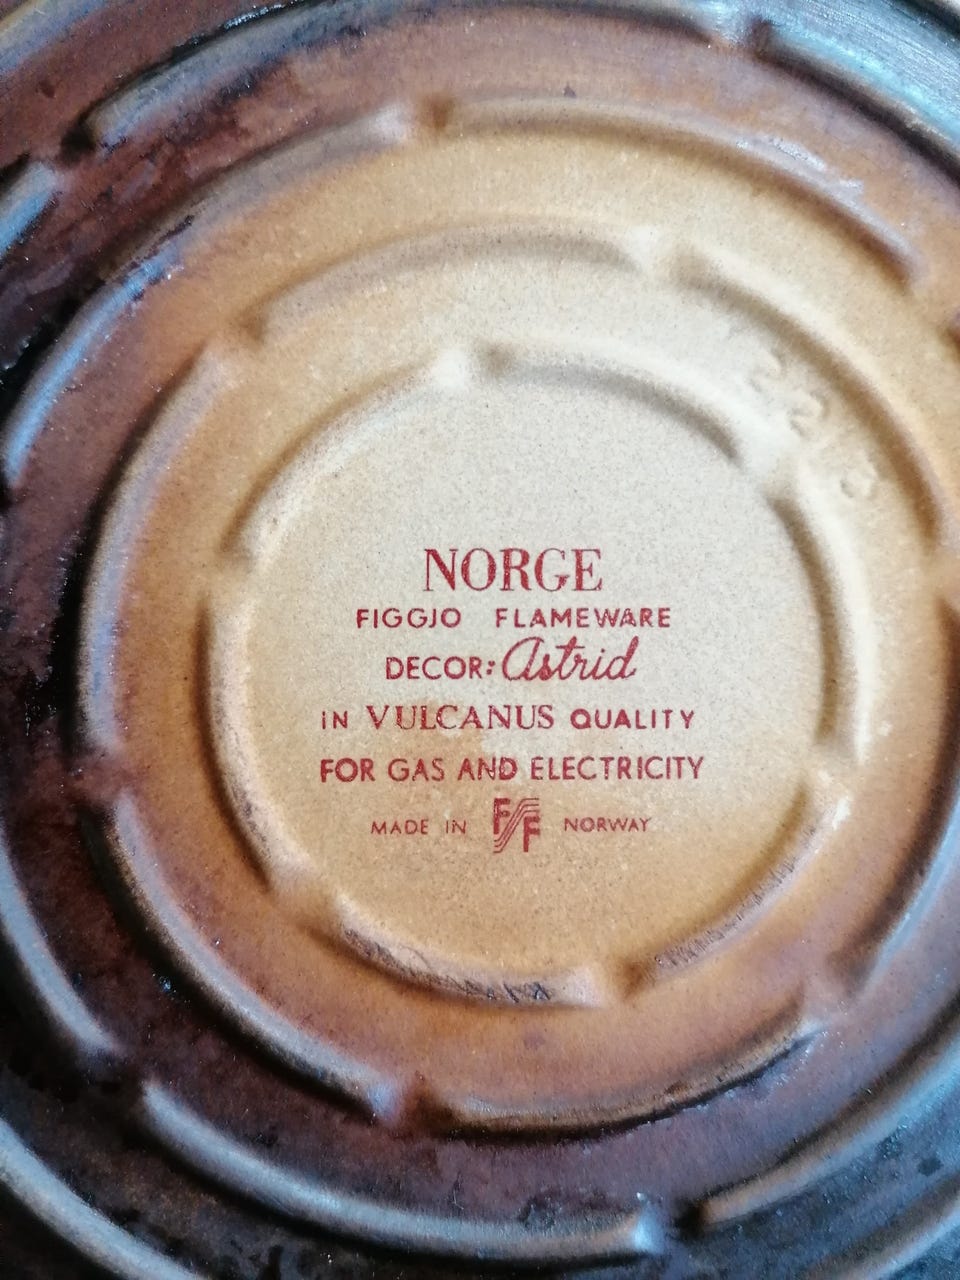 NORGE
FIGGJO FLAMEWARE
DECOR: Astrid
IN VULCANUS QUALITY
FOR GAS AND ELECTRICITY
MADE IN FF NORWAY